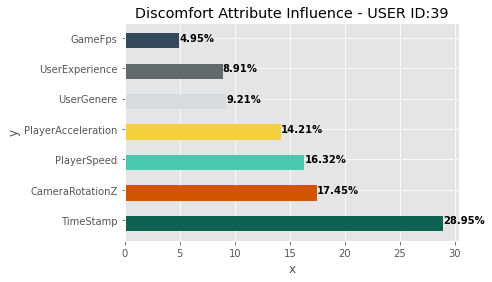 Discomfort Attribute Influence - USER ID:39
GameFps 4.95%
UserExperience 8.91%
UserGenere 9.21%
PlayerAcceleration 14.21%
y
PlayerSpeed 16.32%
CameraRotationZ 17.45%
TimeStamp 28.95%
0 5 10 15 20 25 30
x